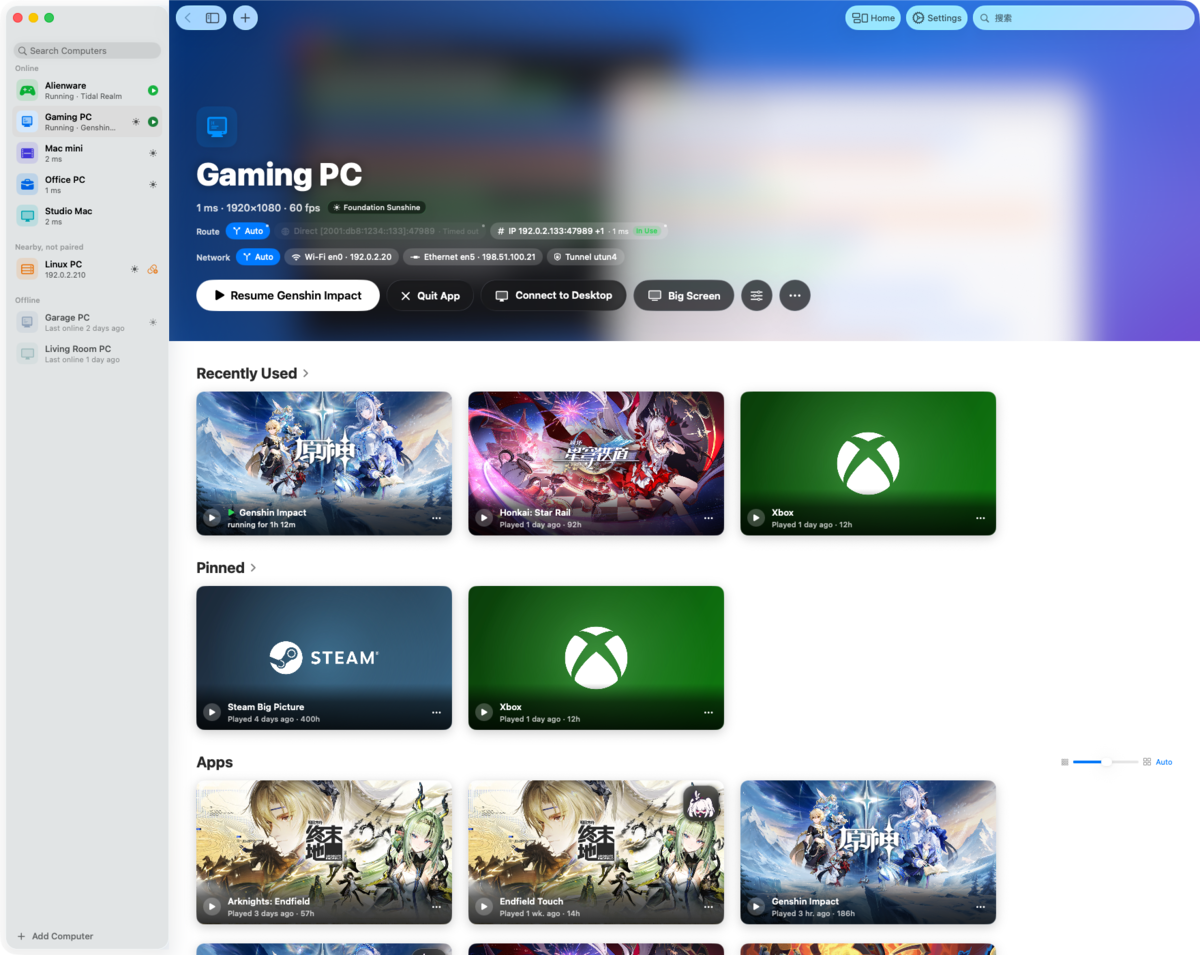 Search Computers
Online
Alienware
Running · Tidal Realm
Gaming PC
Running · Genshin...
Mac mini
2 ms
Office PC
1 ms
Studio Mac
2 ms
Nearby, not paired
Linux PC
192.0.2.210
Offline
Garage PC
Last online 2 days ago
Living Room PC
Last online 1 day ago
Add Computer
Home
Settings
搜索
Gaming PC
1 ms · 1920×1080 · 60 fps
Foundation Sunshine
Route
Auto
Direct [2001:db8:1234::133]:47989 · Timed out
# IP 192.0.2.133:47989 +1 · 1 ms In Use
Network
Auto
Wi-Fi en0 · 192.0.2.20
Ethernet en5 · 198.51.100.21
Tunnel utun4
Resume Genshin Impact
Quit App
Connect to Desktop
Big Screen
Recently Used
原神
Genshin Impact
running for 1h 12m
崩坏
星穹铁道
Honkai: Star Rail
Played 1 day ago · 92h
Xbox
Played 1 day ago · 12h
Pinned
STEAM
Steam Big Picture
Played 4 days ago · 400h
Xbox
Played 1 day ago · 12h
Apps
Auto
终末地
Arknights: Endfield
Played 3 days ago · 57h
终末地
Endfield Touch
Played 1 wk. ago · 14h
原神
Genshin Impact
Played 3 hr. ago · 186h